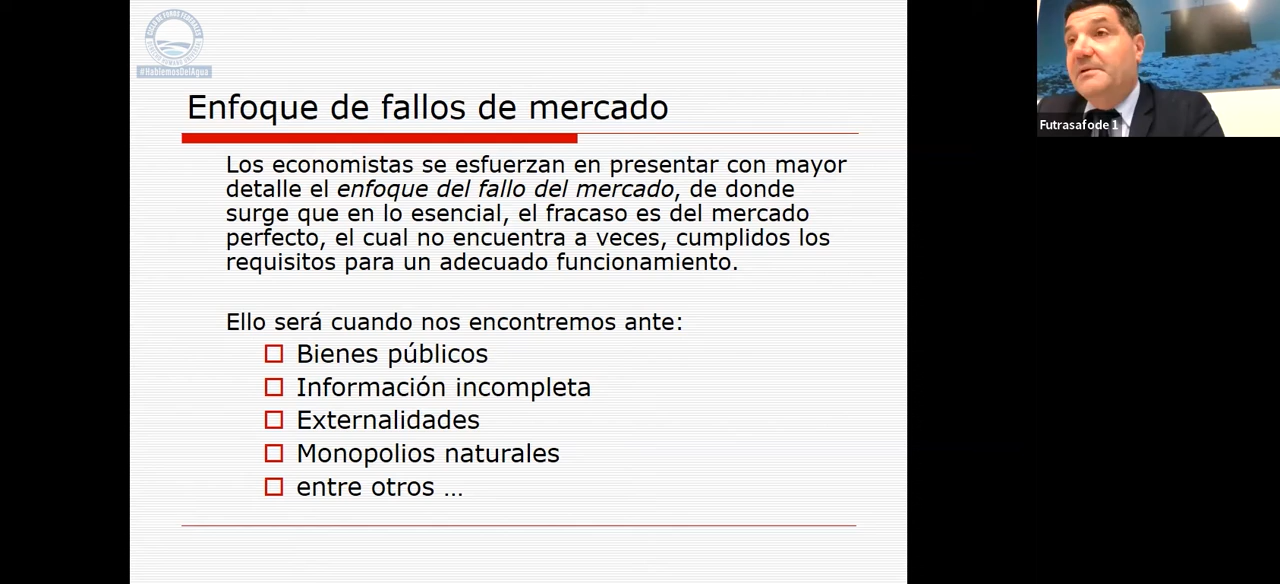 #HablemosDelAgua
Enfoque de fallos de mercado
Los economistas se esfuerzan en presentar con mayor
detalle el enfoque del fallo del mercado, de donde
surge que en lo esencial, el fracaso es del mercado
perfecto, el cual no encuentra a veces, cumplidos los
requisitos para un adecuado funcionamiento.
Ello será cuando nos encontremos ante:
Bienes públicos
Información incompleta
Externalidades
Monopolios naturales
entre otros ...
Futrasafode 1